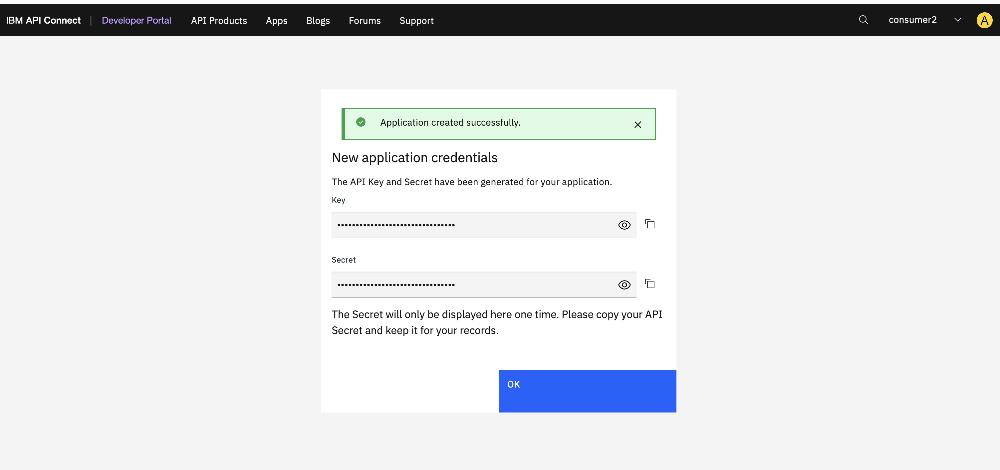 IBM API Connect | Developer Portal API Products Apps Blogs Forums Support consumer2 A
Application created successfully.
New application credentials
The API Key and Secret have been generated for your application.
Key
••••••••••••••••••••••••••••••••
Secret
••••••••••••••••••••••••••••••••
The Secret will only be displayed here one time. Please copy your API
Secret and keep it for your records.
OK